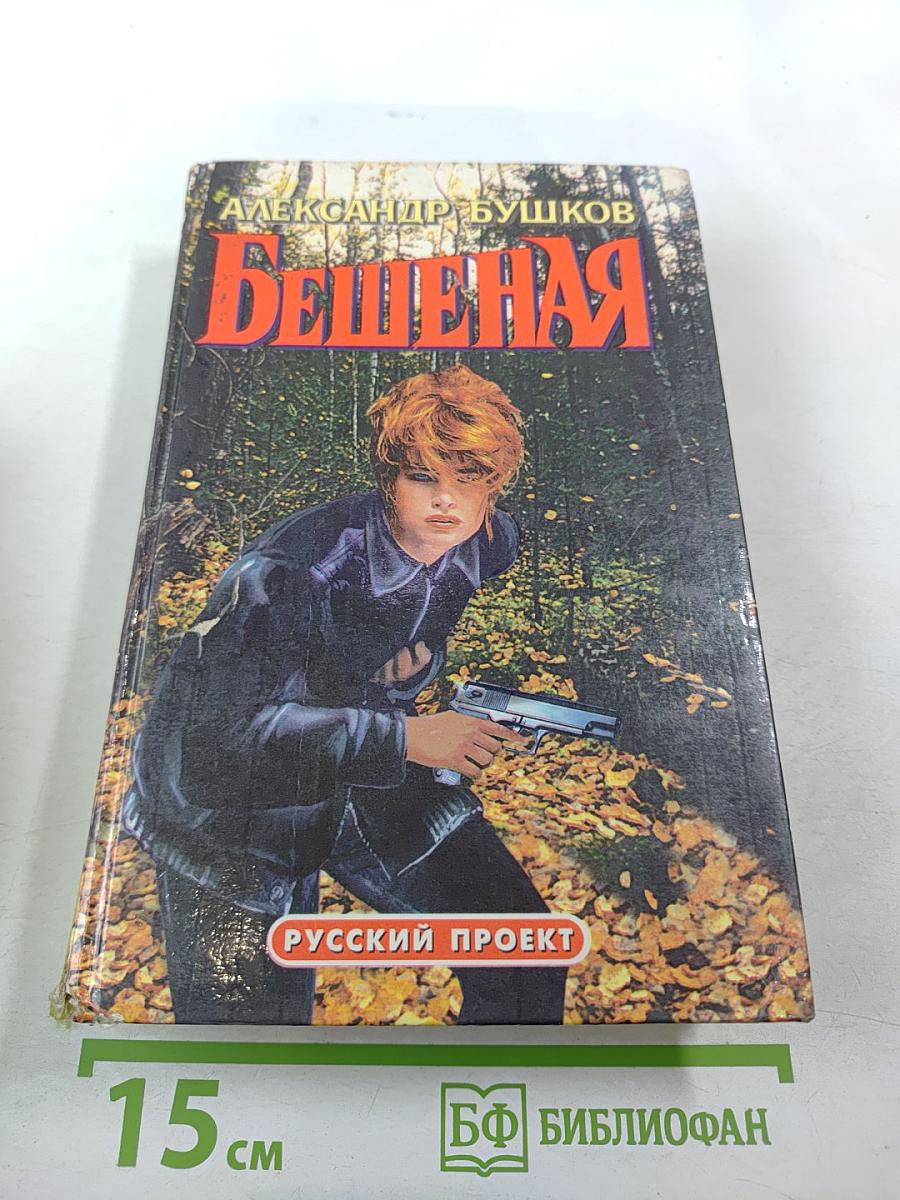 АЛЕКСАНДР БУШКОВ
БЕШЕНАЯ
РУССКИЙ ПРОЕКТ
15 см
БФ БИБЛИОФАН